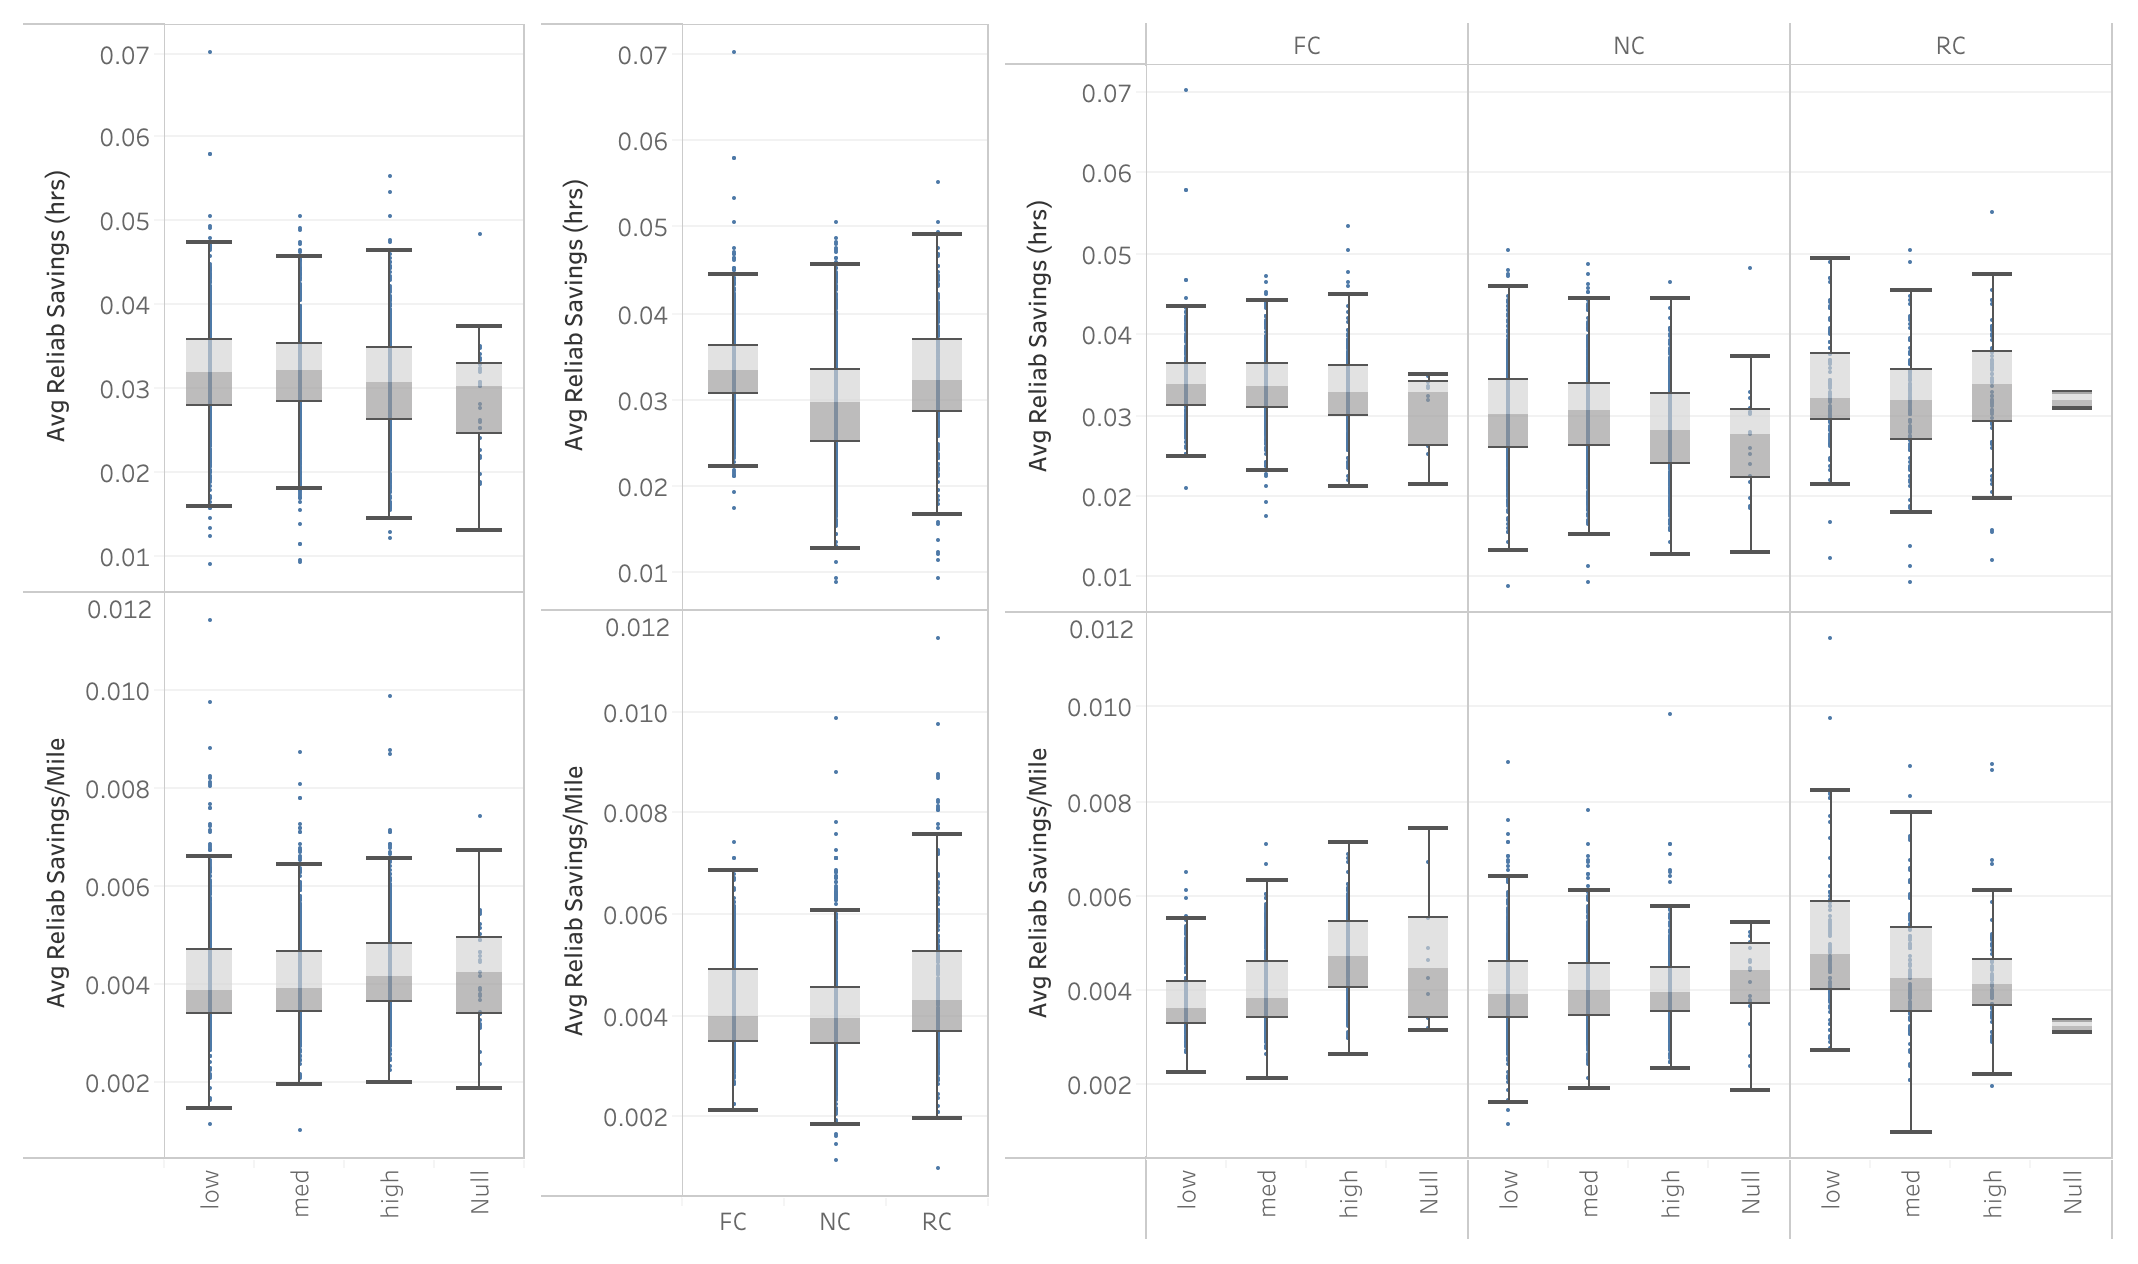 Avg Reliab Savings (hrs)
0.07
0.06
0.05
0.04
0.03
0.02
0.01
Avg Reliab Savings/Mile
0.012
0.010
0.008
0.006
0.004
0.002
low
med
high
Null
Avg Reliab Savings (hrs)
0.07
0.06
0.05
0.04
0.03
0.02
0.01
Avg Reliab Savings/Mile
0.012
0.010
0.008
0.006
0.004
0.002
FC
NC
RC
FC
NC
RC
Avg Reliab Savings (hrs)
0.07
0.06
0.05
0.04
0.03
0.02
0.01
Avg Reliab Savings/Mile
0.012
0.010
0.008
0.006
0.004
0.002
low
med
high
Null
low
med
high
Null
low
med
high
Null